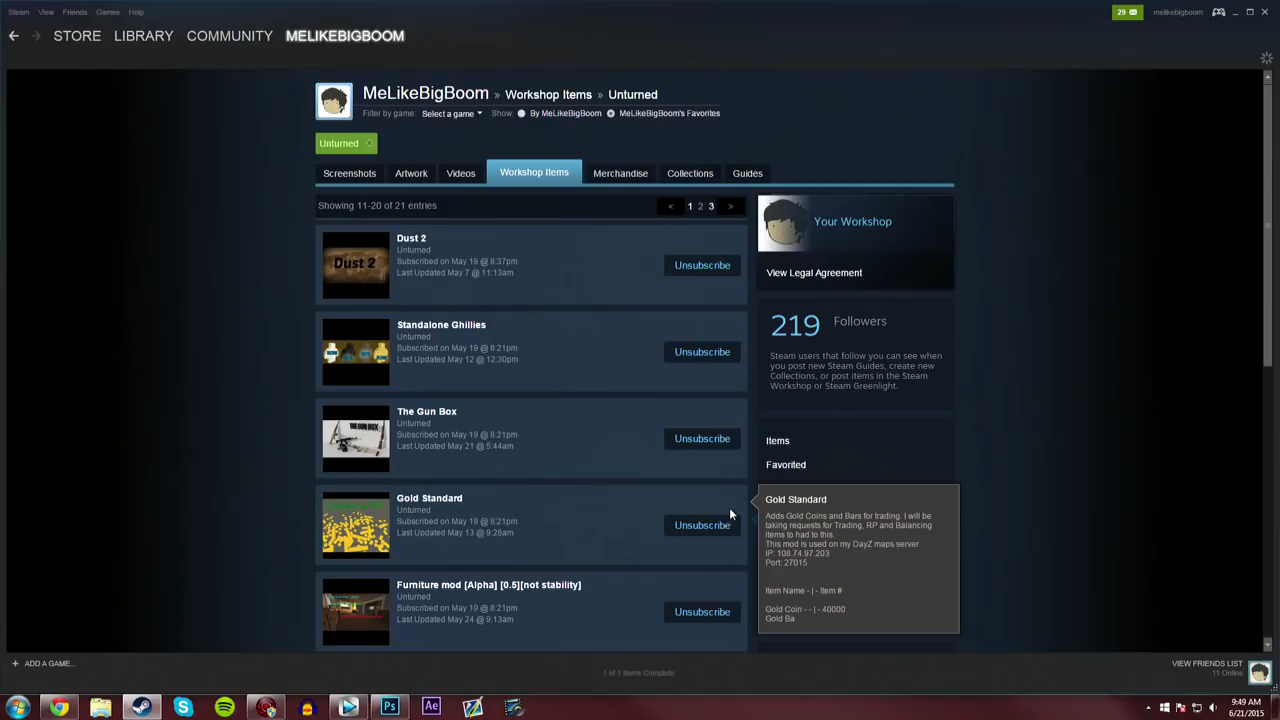 Steam View Friends Games Help
29
melikebigboom
STORE LIBRARY COMMUNITY MELIKEBIGBOOM
MeLikeBigBoom » Workshop Items » Unturned
Filter by game: Select a game Show: By MeLikeBigBoom MeLikeBigBoom's Favorites
Unturned
Screenshots Artwork Videos Workshop Items Merchandise Collections Guides
Showing 11-20 of 21 entries
< 1 2 3 >
Dust 2
Dust 2
Unturned
Subscribed on May 19 @ 8:37pm
Last Updated May 7 @ 11:13am
Unsubscribe
Standalone Ghillies
Unturned
Subscribed on May 19 @ 8:21pm
Last Updated May 12 @ 12:30pm
Unsubscribe
THE GUN BOX
The Gun Box
Unturned
Subscribed on May 19 @ 8:21pm
Last Updated May 21 @ 5:44am
Unsubscribe
Gold Standard
Unturned
Subscribed on May 19 @ 8:21pm
Last Updated May 13 @ 9:28am
Unsubscribe
Furniture mod [Alpha] [0.5][not stability]
Unturned
Subscribed on May 19 @ 8:21pm
Last Updated May 24 @ 9:13am
Unsubscribe
Your Workshop
View Legal Agreement
219 Followers
Steam users that follow you can see when
you post new Steam Guides, create new
Collections, or post items in the Steam
Workshop or Steam Greenlight.
Items
Favorited
Gold Standard
Adds Gold Coins and Bars for trading. I will be
taking requests for Trading, RP and Balancing
items to had to this.
This mod is used on my DayZ maps server
IP: 108.74.97.203
Port: 27015
Item Name - | - Item #
Gold Coin - - | - 40000
Gold Ba
+ ADD A GAME...
1 of 1 Items Complete
VIEW FRIENDS LIST
11 Online
Ps
Ae
9:49 AM
6/21/2015